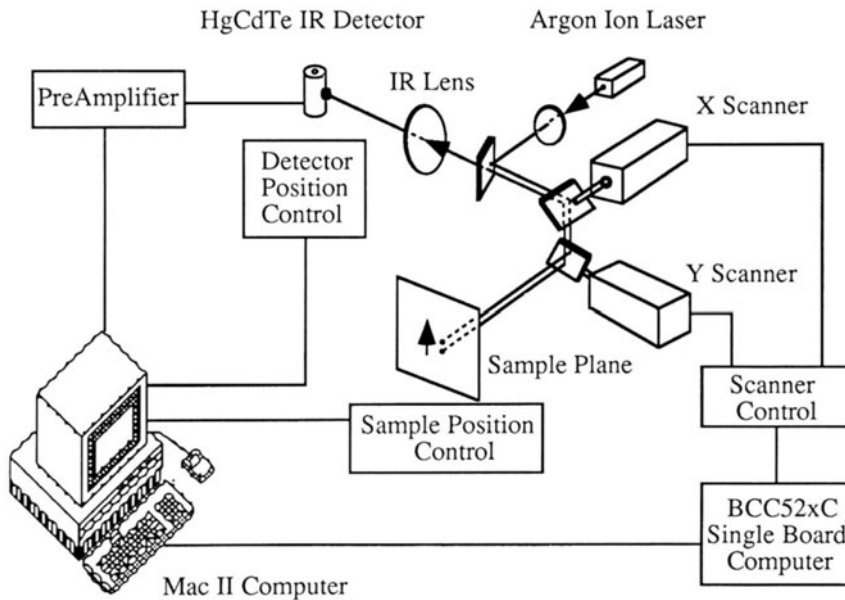 HgCdTe IR Detector
Argon Ion Laser
IR Lens
PreAmplifier
X Scanner
Detector
Position
Control
Y Scanner
Sample Plane
Scanner
Control
Sample Position
Control
BCC52xC
Single Board
Computer
Mac II Computer